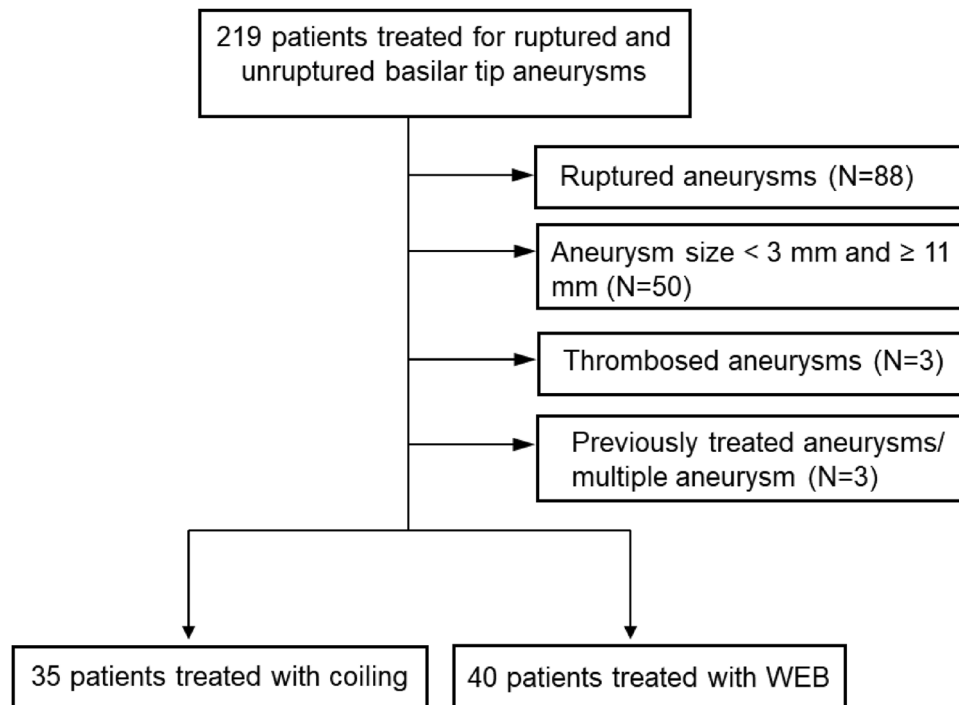 219 patients treated for ruptured and
unruptured basilar tip aneurysms
Ruptured aneurysms (N=88)
Aneurysm size < 3 mm and ≥ 11
mm (N=50)
Thrombosed aneurysms (N=3)
Previously treated aneurysms/
multiple aneurysm (N=3)
35 patients treated with coiling
40 patients treated with WEB